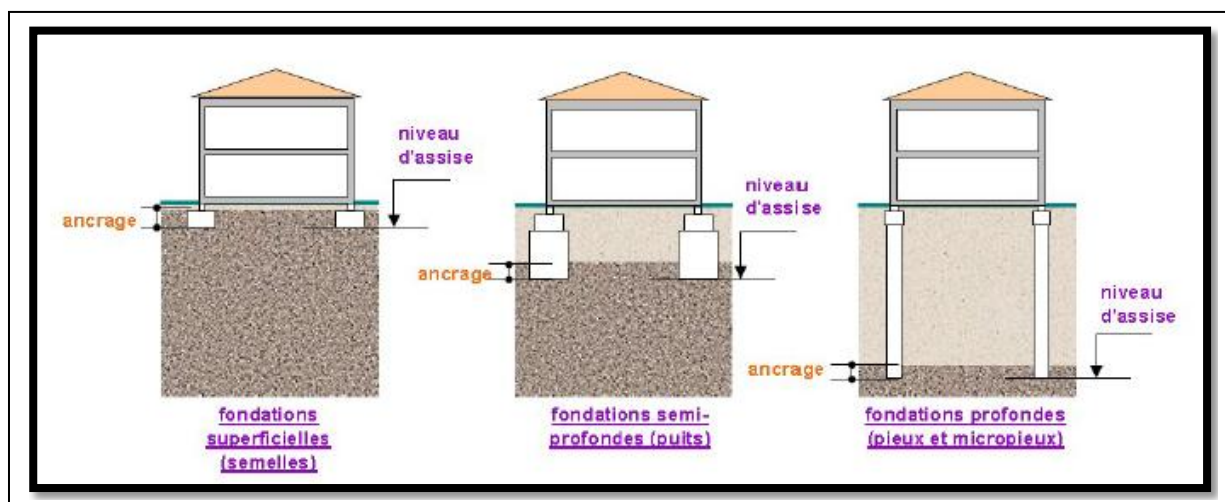 niveau
d'assise
ancrage
fondations
superficielles
(semelles)
niveau
d'assise
ancrage
fondations semi-
profondes (puits)
niveau
d'assise
ancrage
fondations profondes
(pieux et micropieux)